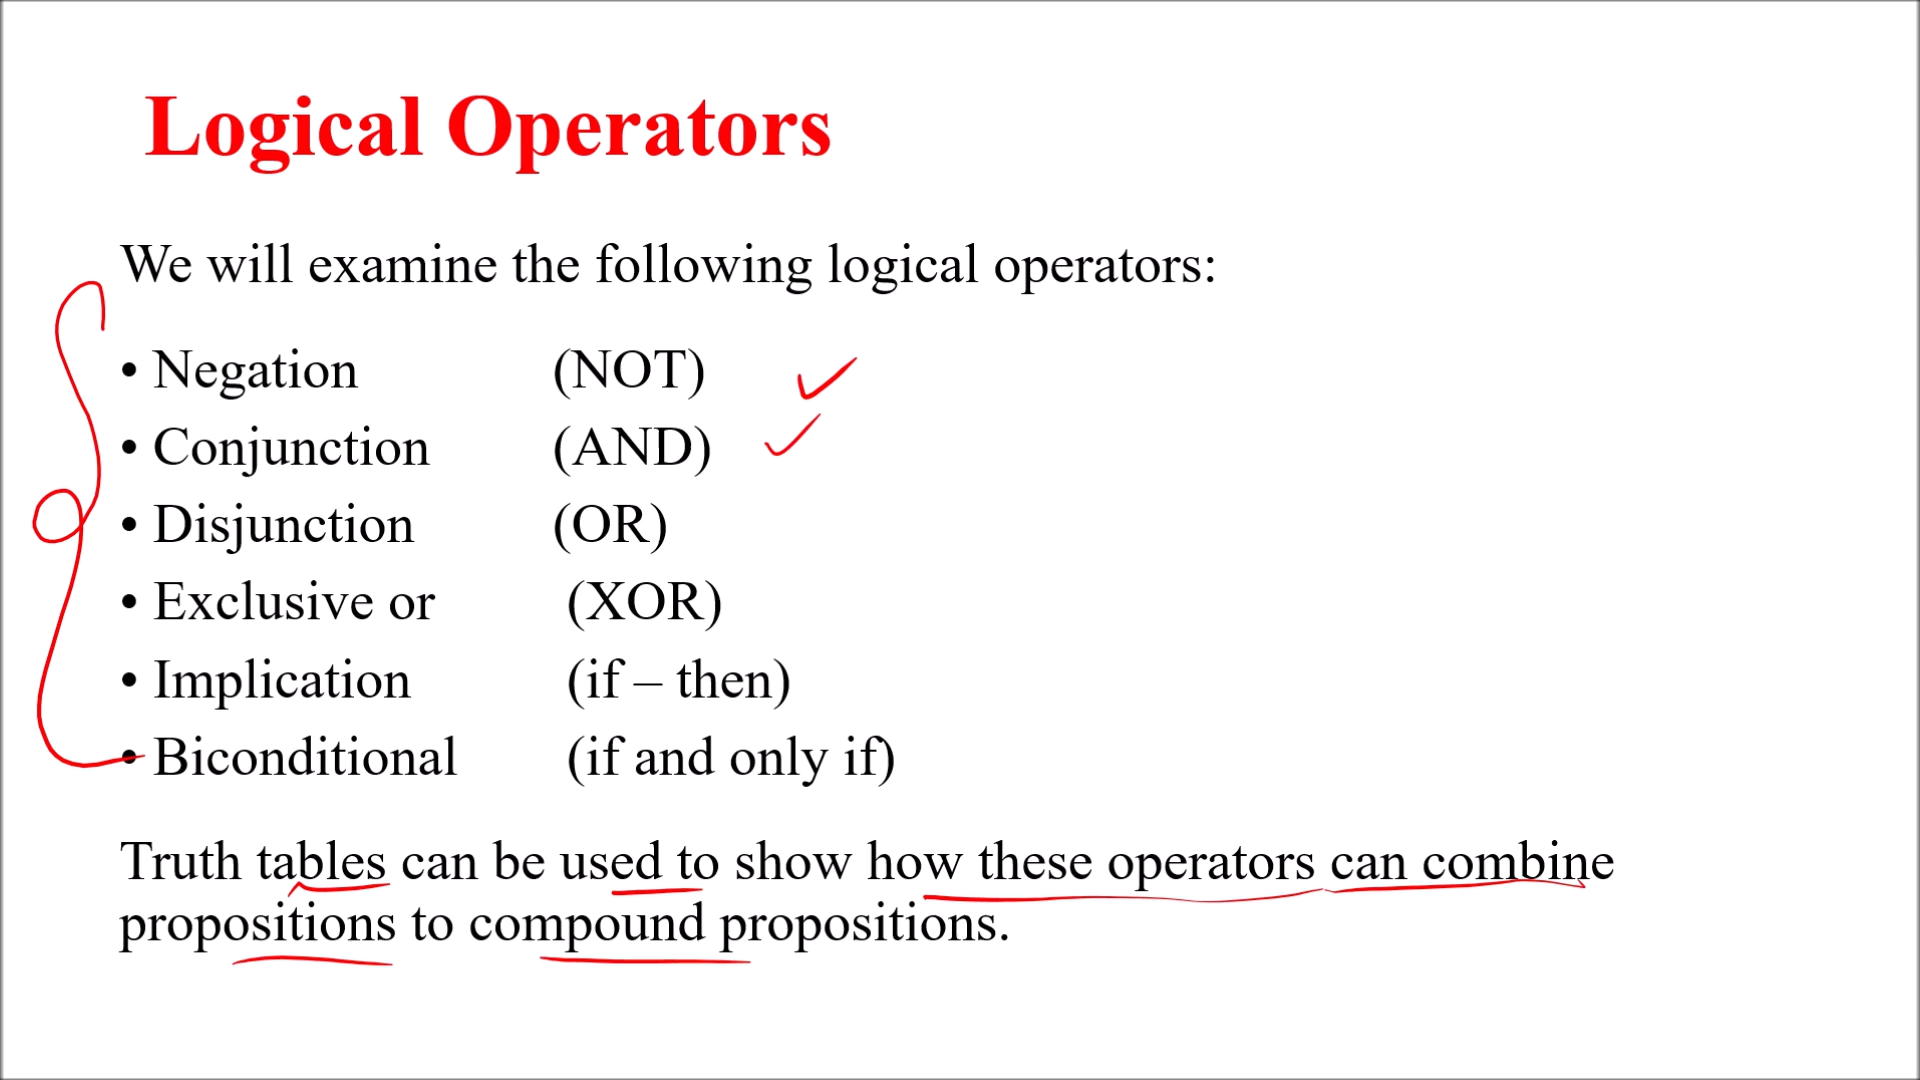 Logical Operators
We will examine the following logical operators:
• Negation (NOT)
• Conjunction (AND)
• Disjunction (OR)
• Exclusive or (XOR)
• Implication (if – then)
• Biconditional (if and only if)
Truth tables can be used to show how these operators can combine
propositions to compound propositions.